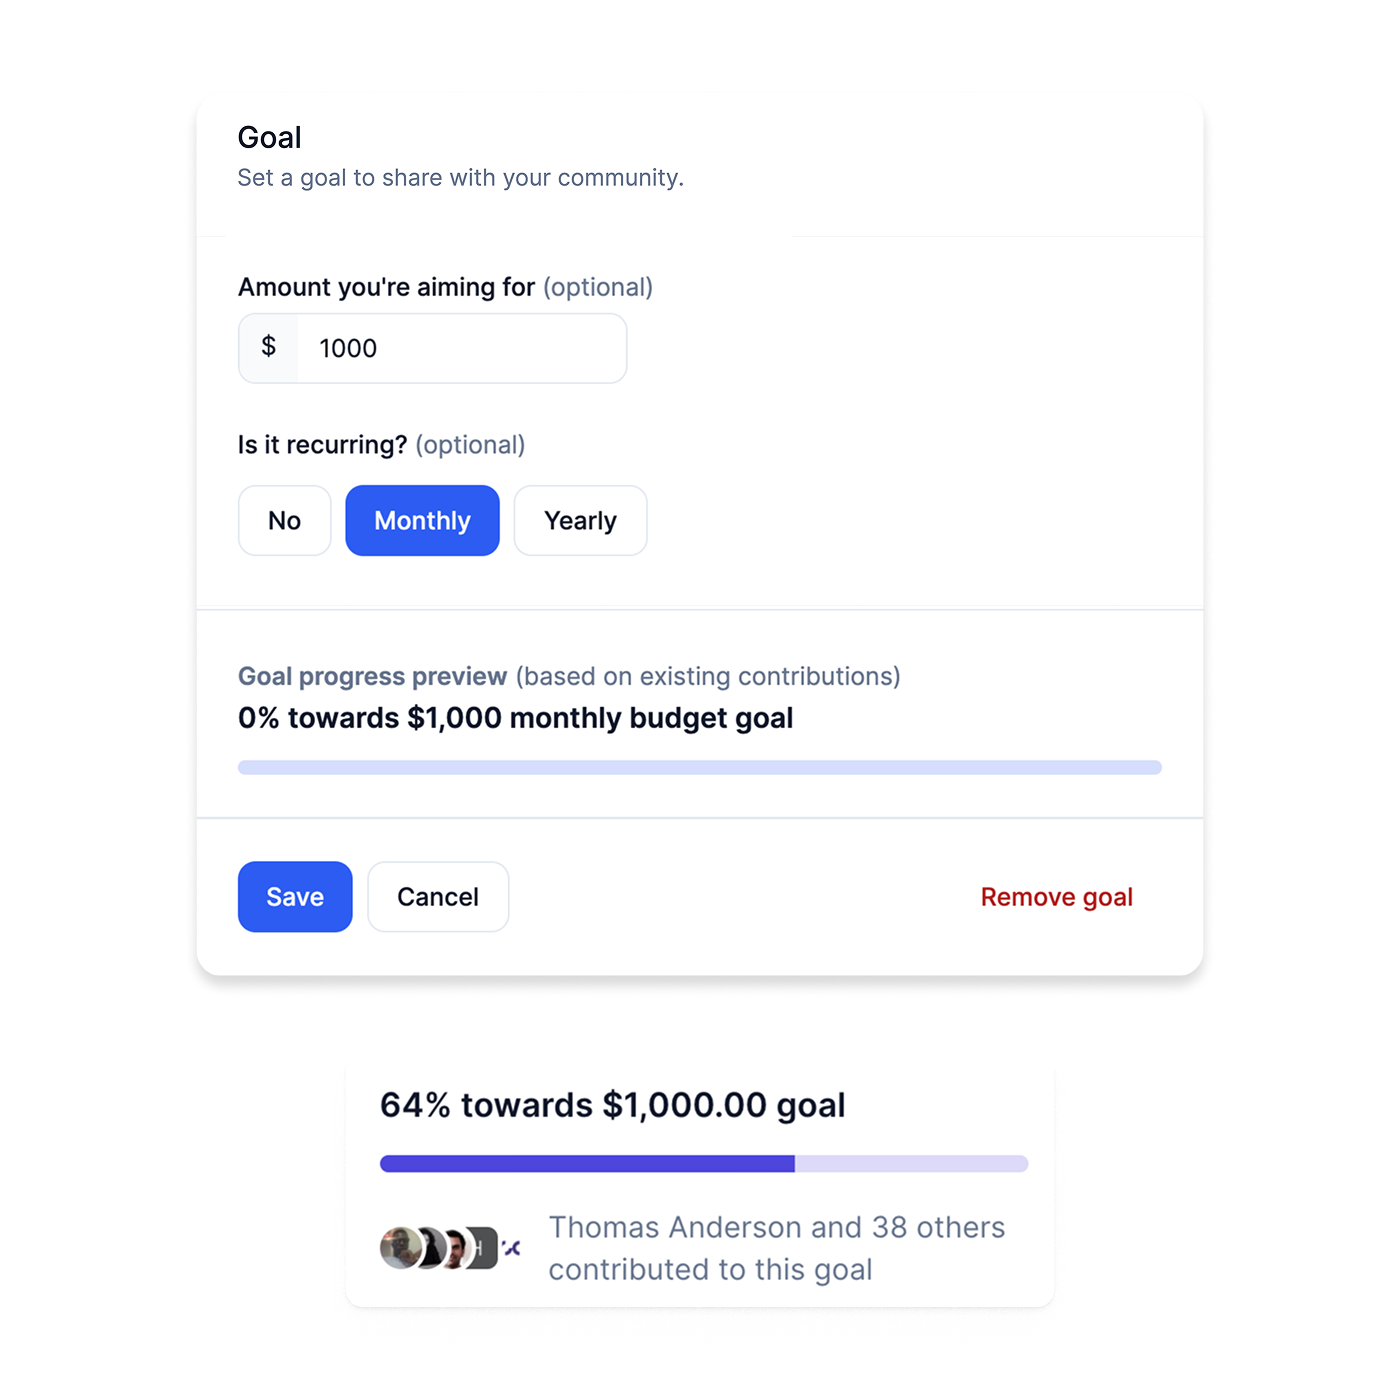 Goal
Set a goal to share with your community.
Amount you're aiming for (optional)
$ 1000
Is it recurring? (optional)
No Monthly Yearly
Goal progress preview (based on existing contributions)
0% towards $1,000 monthly budget goal
Save Cancel Remove goal
64% towards $1,000.00 goal
H
Thomas Anderson and 38 others
contributed to this goal